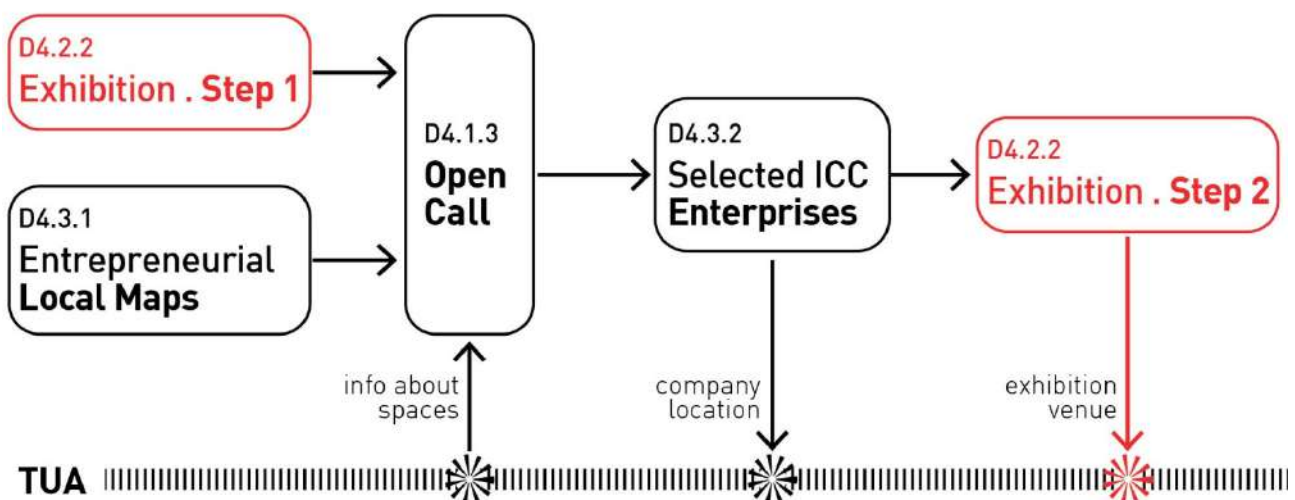 D4.2.2
Exhibition . Step 1
D4.3.1
Entrepreneurial
Local Maps
D4.1.3
Open
Call
D4.3.2
Selected ICC
Enterprises
D4.2.2
Exhibition . Step 2
info about
spaces
company
location
exhibition
venue
TUA